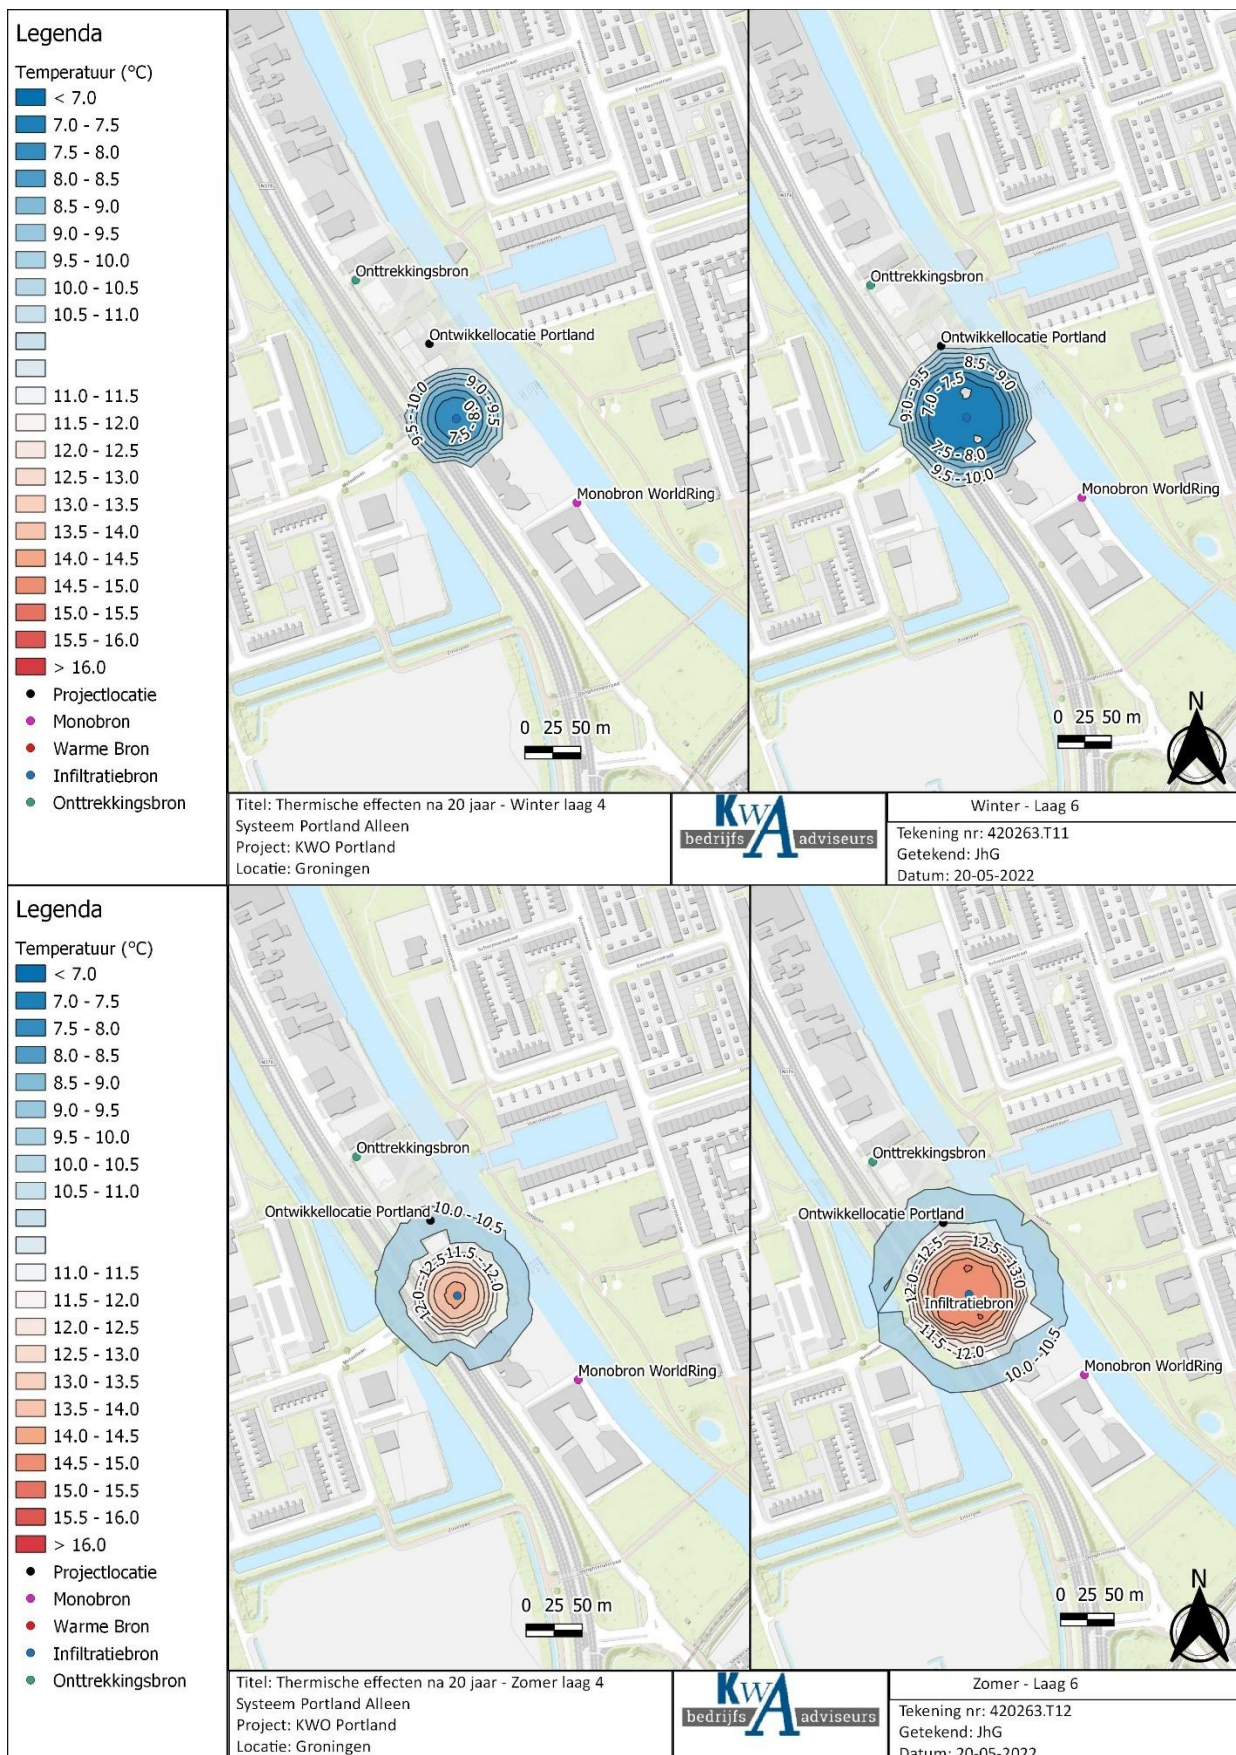 Legenda
Temperatuur (°C)
< 7.0
7.0 - 7.5
7.5 - 8.0
8.0 - 8.5
8.5 - 9.0
9.0 - 9.5
9.5 - 10.0
10.0 - 10.5
10.5 - 11.0
11.0 - 11.5
11.5 - 12.0
12.0 - 12.5
12.5 - 13.0
13.0 - 13.5
13.5 - 14.0
14.0 - 14.5
14.5 - 15.0
15.0 - 15.5
15.5 - 16.0
> 16.0
Projectlocatie
Monobron
Warme Bron
Infiltratiebron
Onttrekkingsbron
Onttrekkingsbron
Ontwikkellocatie Portland
9.5 - 10.0
9.0 - 9.5
7.5 - 8.0
Monobron WorldRing
0 25 50 m
Onttrekkingsbron
Ontwikkellocatie Portland
9.0 - 9.5
7.0 - 7.5
8.5 - 9.0
7.5 - 8.0
9.5 - 10.0
Monobron WorldRing
0 25 50 m
N
Titel: Thermische effecten na 20 jaar - Winter laag 4
Systeem Portland Alleen
Project: KWO Portland
Locatie: Groningen
KWA
bedrijfs adviseurs
Winter - Laag 6
Tekening nr: 420263.T11
Getekend: JhG
Datum: 20-05-2022
Legenda
Temperatuur (°C)
< 7.0
7.0 - 7.5
7.5 - 8.0
8.0 - 8.5
8.5 - 9.0
9.0 - 9.5
9.5 - 10.0
10.0 - 10.5
10.5 - 11.0
11.0 - 11.5
11.5 - 12.0
12.0 - 12.5
12.5 - 13.0
13.0 - 13.5
13.5 - 14.0
14.0 - 14.5
14.5 - 15.0
15.0 - 15.5
15.5 - 16.0
> 16.0
Projectlocatie
Monobron
Warme Bron
Infiltratiebron
Onttrekkingsbron
Onttrekkingsbron
Ontwikkellocatie Portland
10.0 - 10.5
12.0 - 12.5
11.5 - 12.0
Monobron WorldRing
0 25 50 m
Onttrekkingsbron
Ontwikkellocatie Portland
12.0 - 12.5
12.5 - 13.0
Infiltratiebron
11.5 - 12.0
10.0 - 10.5
Monobron WorldRing
0 25 50 m
N
Titel: Thermische effecten na 20 jaar - Zomer laag 4
Systeem Portland Alleen
Project: KWO Portland
Locatie: Groningen
KWA
bedrijfs adviseurs
Zomer - Laag 6
Tekening nr: 420263.T12
Getekend: JhG
Datum: 20-05-2022